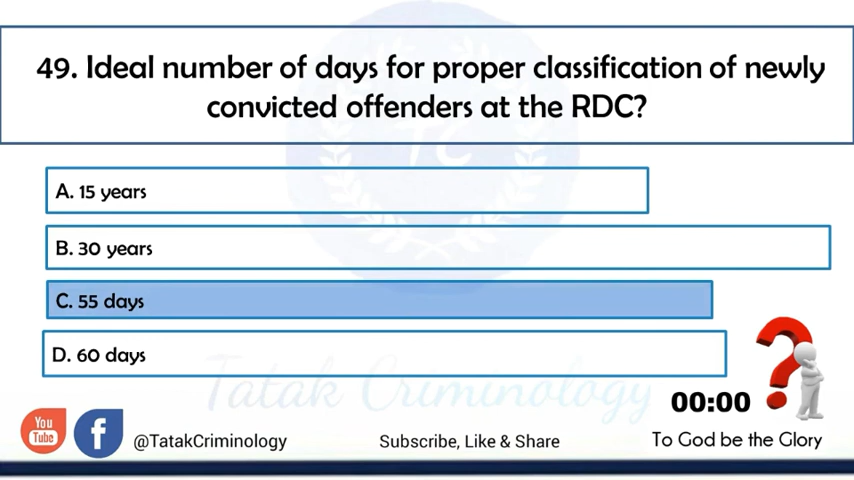 49. Ideal number of days for proper classification of newly
convicted offenders at the RDC?
TC
A. 15 years
B. 30 years
C. 55 days
D. 60 days
Tatak Criminology
00:00
You
Tube
f
@TatakCriminology
Subscribe, Like & Share
To God be the Glory